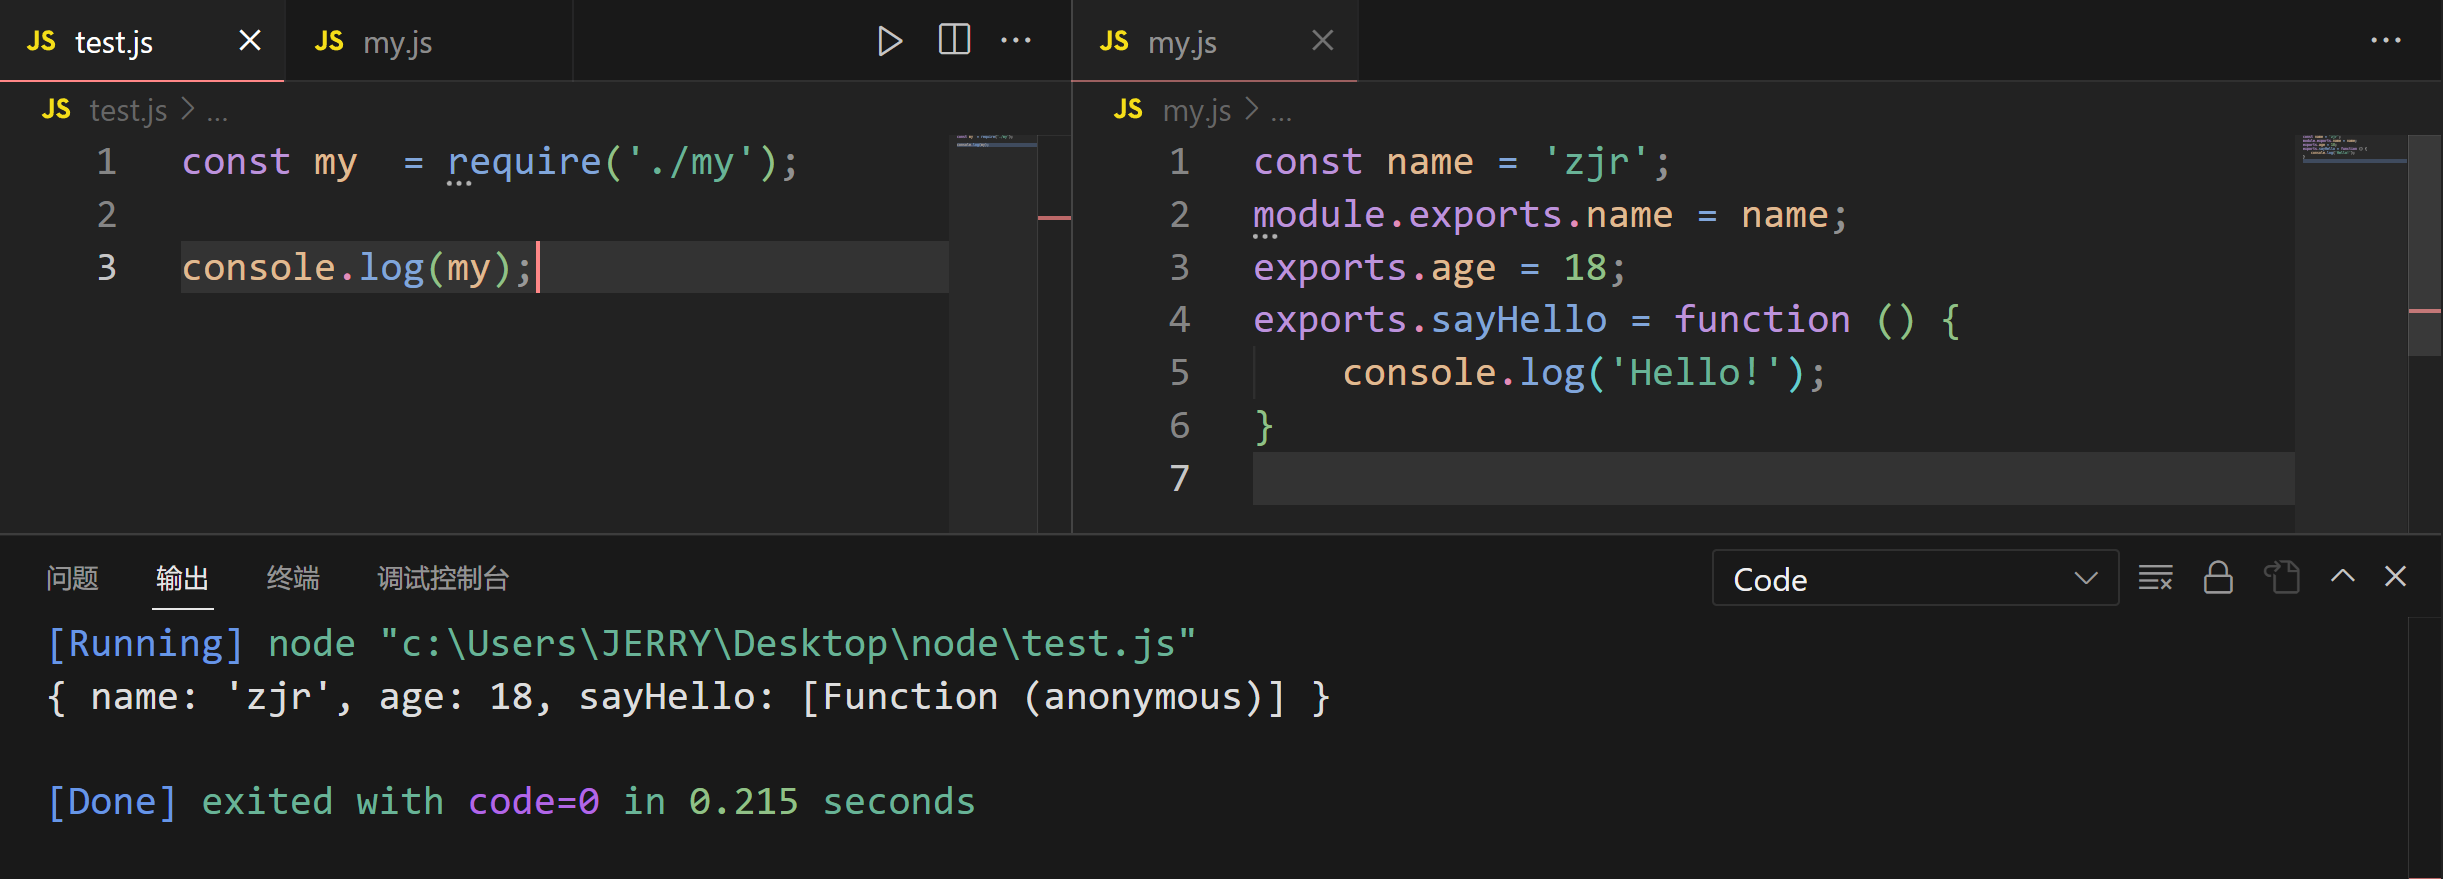 JS test.js
JS my.js
JS test.js > ...
1 const my  = require('./my');
2
3 console.log(my);
JS my.js
JS my.js > ...
1 const name = 'zjr';
2 module.exports.name = name;
3 exports.age = 18;
4 exports.sayHello = function () {
5     console.log('Hello!');
6 }
7
问题 输出 终端 调试控制台 Code
[Running] node "c:\Users\JERRY\Desktop\node\test.js"
{ name: 'zjr', age: 18, sayHello: [Function (anonymous)] }
[Done] exited with code=0 in 0.215 seconds